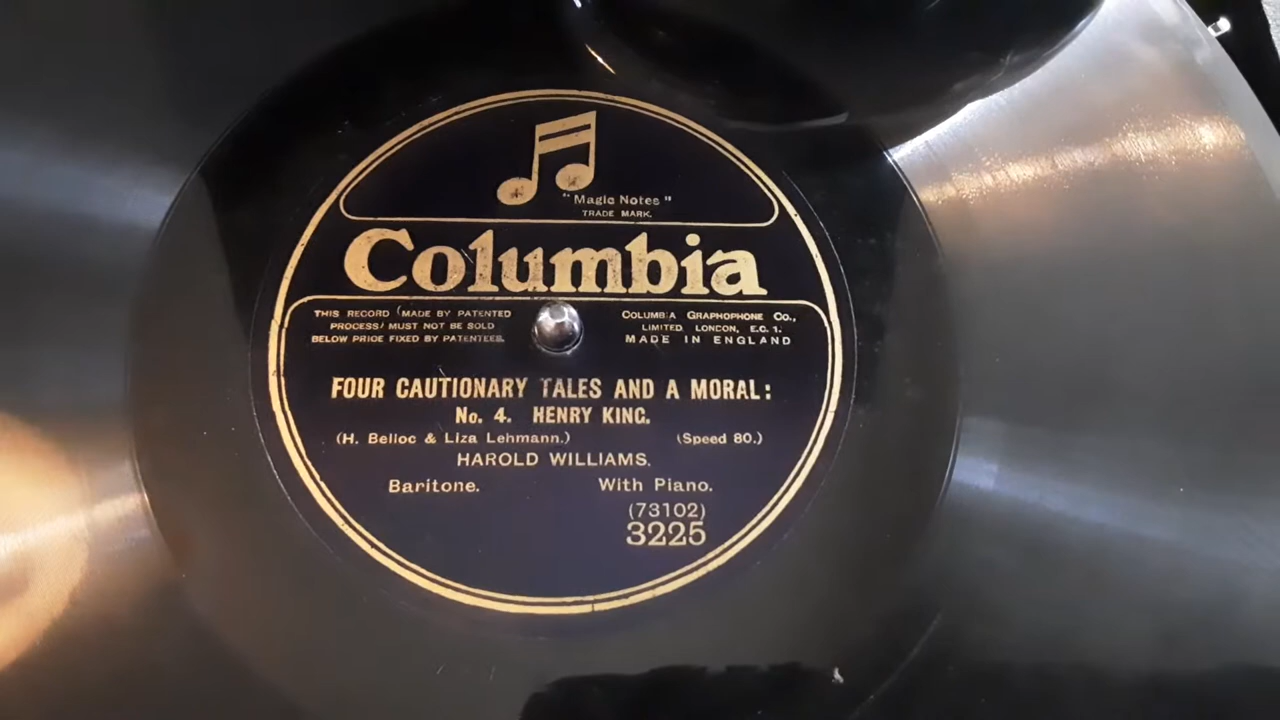 "Magic Notes"
TRADE MARK.
Columbia
THIS RECORD (MADE BY PATENTED
PROCESS) MUST NOT BE SOLD
BELOW PRICE FIXED BY PATENTEES.
COLUMBIA GRAPHOPHONE CO.,
LIMITED, LONDON, E.C. 1.
MADE IN ENGLAND
FOUR CAUTIONARY TALES AND A MORAL:
No. 4. HENRY KING.
(H. Belloc & Liza Lehmann.) (Speed 80.)
HAROLD WILLIAMS.
Baritone. With Piano.
(73102)
3225